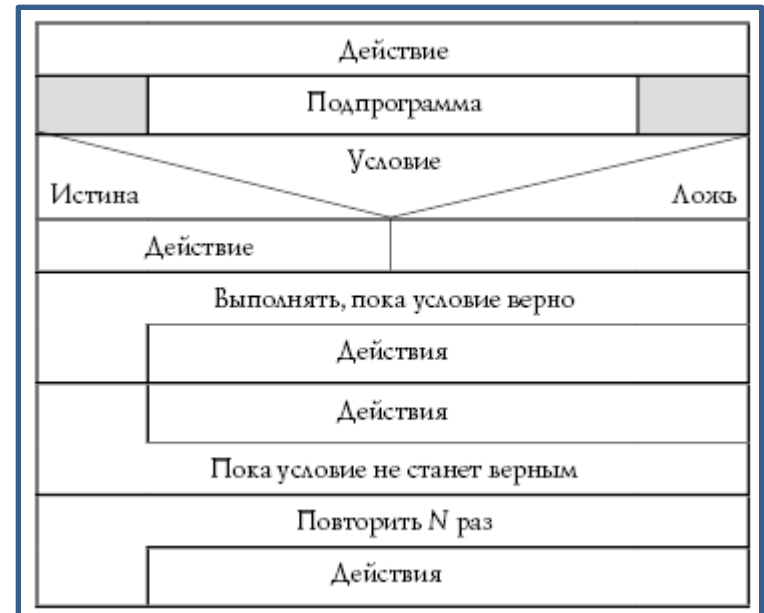 Действие
Подпрограмма
Условие
Истина Ложь
Действие
Выполнять, пока условие верно
Действия
Действия
Пока условие не станет верным
Повторить N раз
Действия